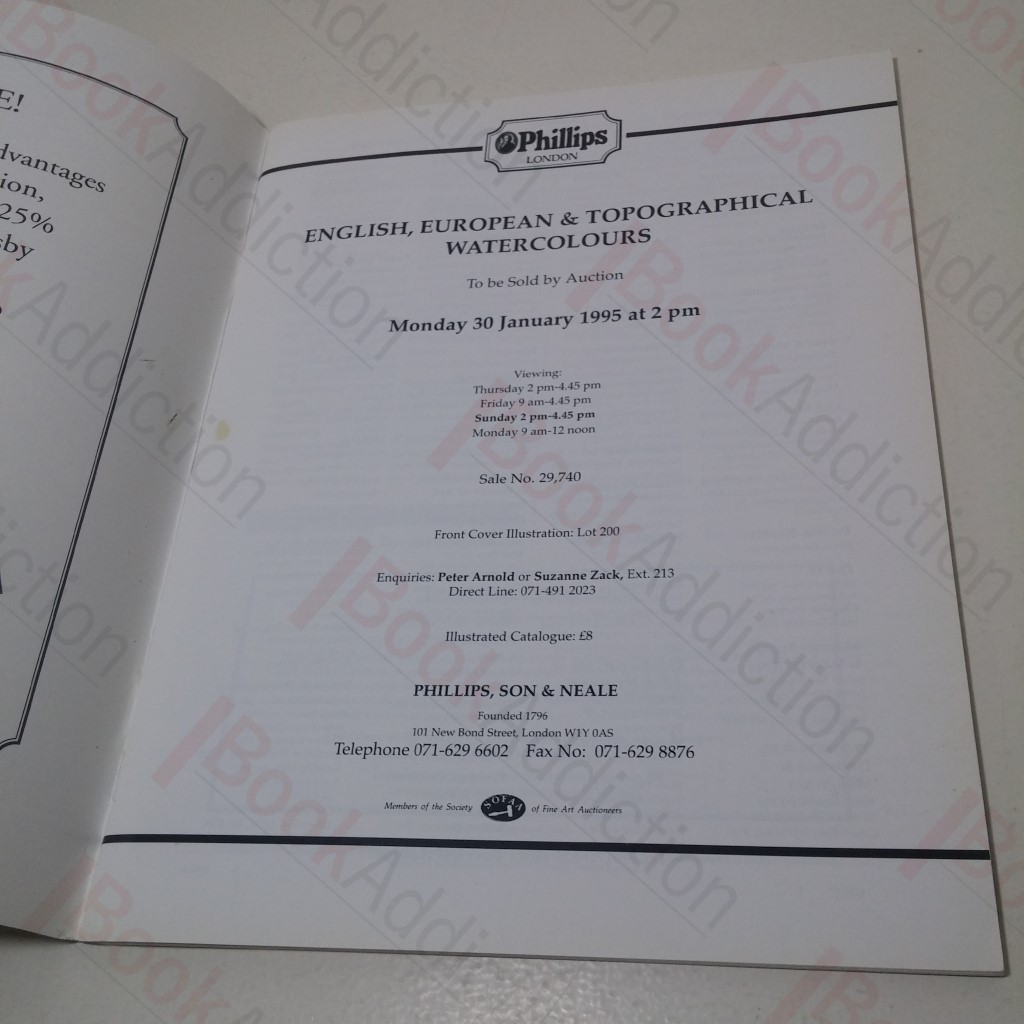 E!
dvantages
ion,
25%
sby
Phillips
LONDON
ENGLISH, EUROPEAN & TOPOGRAPHICAL
WATERCOLOURS
To be Sold by Auction
Monday 30 January 1995 at 2 pm
Viewing:
Thursday 2 pm-4.45 pm
Friday 9 am-4.45 pm
Sunday 2 pm-4.45 pm
Monday 9 am-12 noon
Sale No. 29,740
Front Cover Illustration: Lot 200
Enquiries: Peter Arnold or Suzanne Zack, Ext. 213
Direct Line: 071-491 2023
Illustrated Catalogue: £8
PHILLIPS, SON & NEALE
Founded 1796
101 New Bond Street, London W1Y 0AS
Telephone 071-629 6602 Fax No: 071-629 8876
Members of the Society SOFAA of Fine Art Auctioneers
BookAddiction